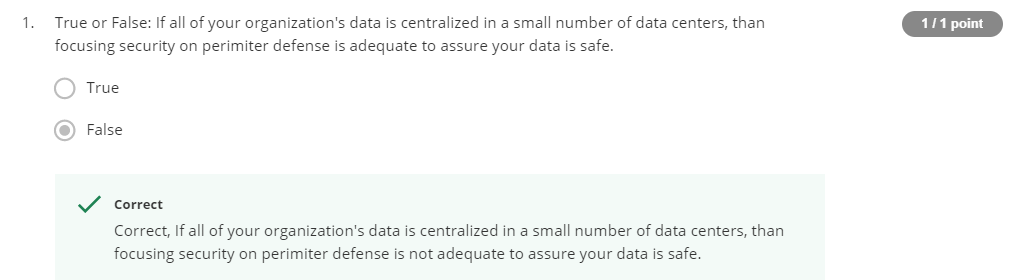 1. True or False: If all of your organization's data is centralized in a small number of data centers, than
focusing security on perimiter defense is adequate to assure your data is safe.
1 / 1 point
True
False
Correct
Correct, If all of your organization's data is centralized in a small number of data centers, than
focusing security on perimiter defense is not adequate to assure your data is safe.